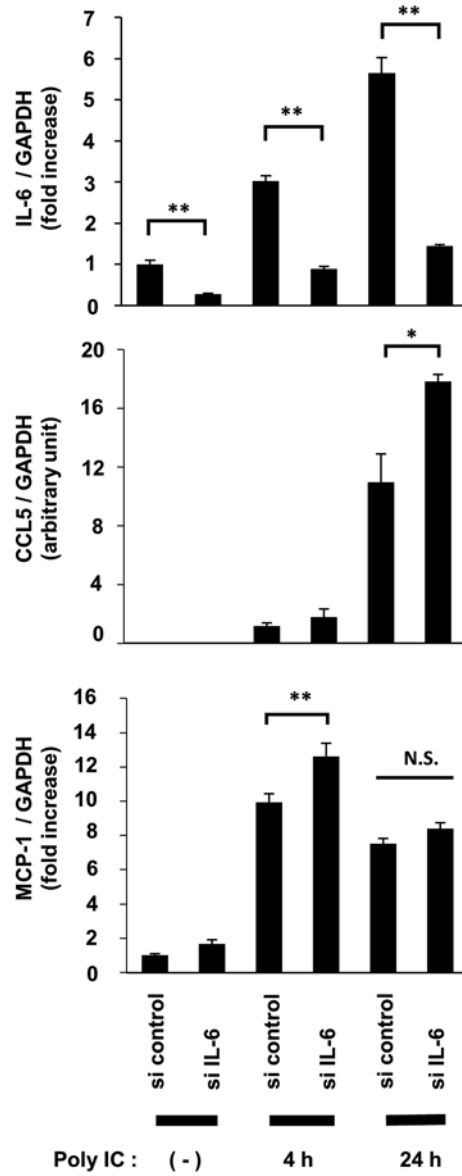 IL-6 / GAPDH
(fold increase)
7
6
5
4
3
2
1
0
**
**
**
CCL5 / GAPDH
(arbitrary unit)
20
16
12
8
4
0
*
MCP-1 / GAPDH
(fold increase)
16
14
12
10
8
6
4
2
0
**
N.S.
si control
si IL-6
si control
si IL-6
si control
si IL-6
Poly IC : (-) 4 h 24 h